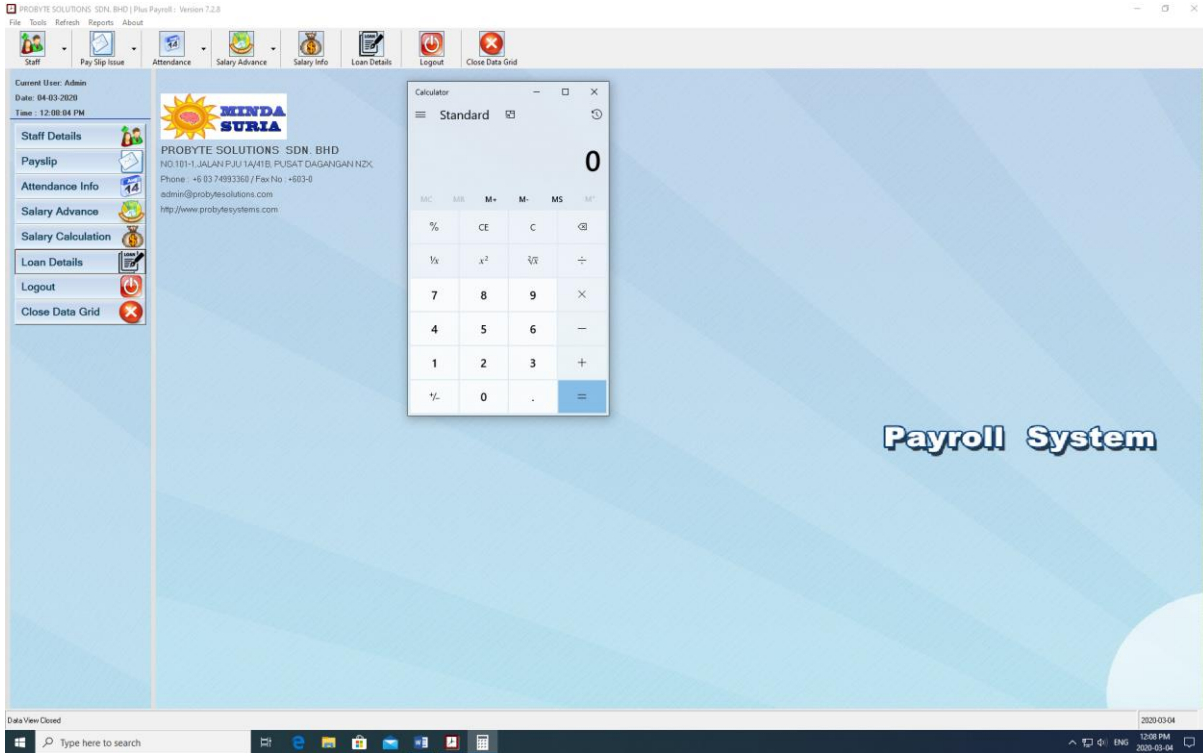 PROBYTE SOLUTIONS SDN. BHD | Plus Payroll : Version 7.2.8
File Tools Refresh Reports About
Staff Pay Slip Issue Attendance Salary Advance Salary Info Loan Details Logout Close Data Grid
Current User: Admin
Date: 04-03-2020
Time : 12:08:04 PM
Staff Details
Payslip
Attendance Info
Salary Advance
Salary Calculation
Loan Details
Logout
Close Data Grid
MINDA
SURIA
PROBYTE SOLUTIONS SDN. BHD
NO.101-1,JALAN PJU 1A/41B, PUSAT DAGANGAN NZX,
Phone : +6 03 74993360 / Fax No : +603-0
admin@probytesolutions.com
http://www.probytesystems.com
Calculator
Standard
0
MC MR M+ M- MS M˅
% CE C
1/x x² ²√x ÷
7 8 9 ×
4 5 6 −
1 2 3 +
+/− 0 . =
Payroll System
Data View Closed
2020-03-04
Type here to search
ENG
12:08 PM
2020-03-04